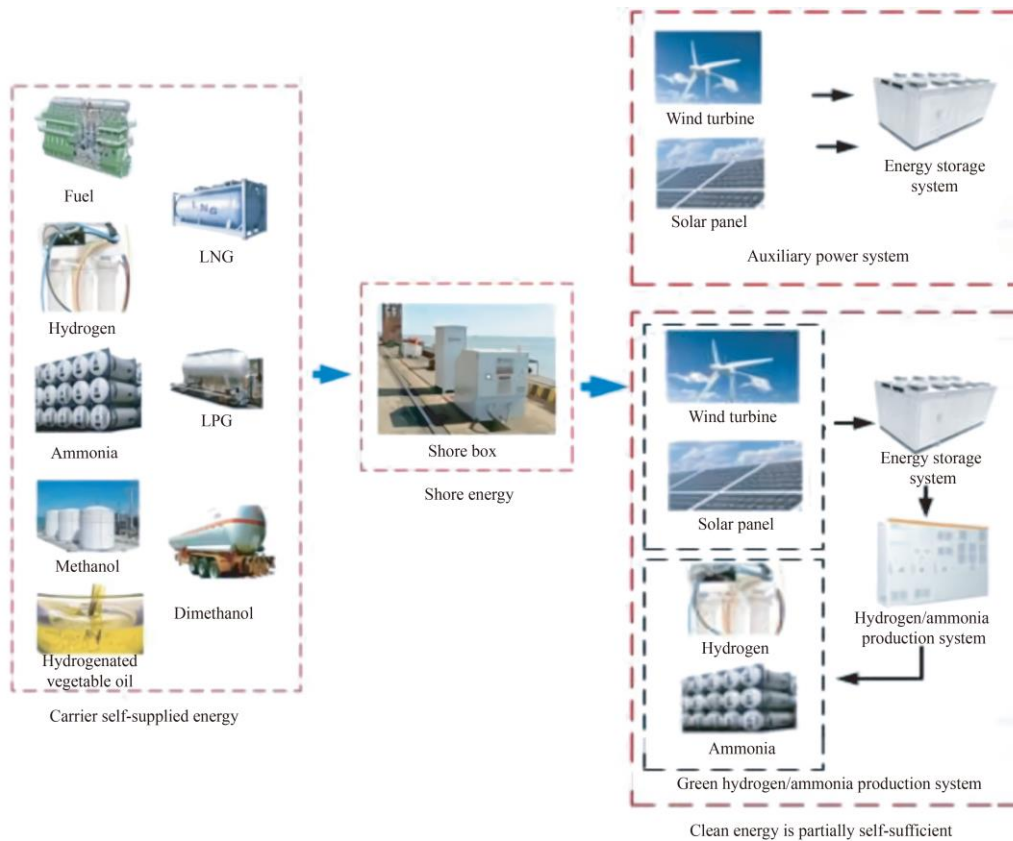 Fuel
LNG
Hydrogen
Ammonia
LPG
Methanol
Dimethanol
Hydrogenated
vegetable oil
Carrier self-supplied energy
Shore box
Shore energy
Wind turbine
Solar panel
Energy storage
system
Auxiliary power system
Wind turbine
Solar panel
Energy storage
system
Hydrogen/ammonia
production system
Hydrogen
Ammonia
Green hydrogen/ammonia production system
Clean energy is partially self-sufficient